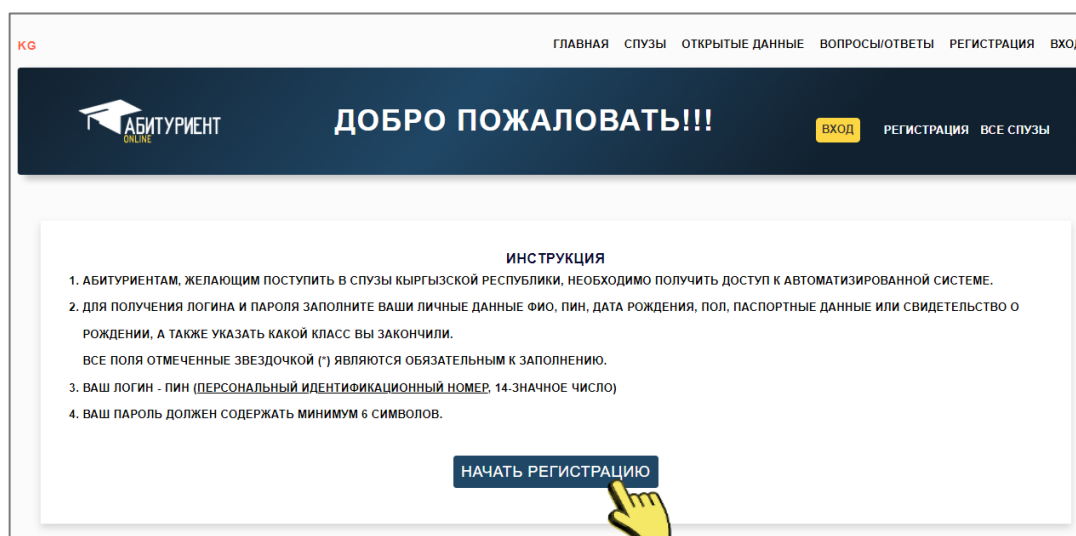 KG
ГЛАВНАЯ СПУЗЫ ОТКРЫТЫЕ ДАННЫЕ ВОПРОСЫ/ОТВЕТЫ РЕГИСТРАЦИЯ
АБИТУРИЕНТ
ONLINE
ДОБРО ПОЖАЛОВАТЬ!!!
ВХОД РЕГИСТРАЦИЯ ВСЕ СПУЗЫ
ИНСТРУКЦИЯ
1. АБИТУРИЕНТАМ, ЖЕЛАЮЩИМ ПОСТУПИТЬ В СПУЗЫ КЫРГЫЗСКОЙ РЕСПУБЛИКИ, НЕОБХОДИМО ПОЛУЧИТЬ ДОСТУП К АВТОМАТИЗИРОВАННОЙ СИСТЕМЕ.
2. ДЛЯ ПОЛУЧЕНИЯ ЛОГИНА И ПАРОЛЯ ЗАПОЛНИТЕ ВАШИ ЛИЧНЫЕ ДАННЫЕ ФИО, ПИН, ДАТА РОЖДЕНИЯ, ПОЛ, ПАСПОРТНЫЕ ДАННЫЕ ИЛИ СВИДЕТЕЛЬСТВО О
РОЖДЕНИИ, А ТАКЖЕ УКАЗАТЬ КАКОЙ КЛАСС ВЫ ЗАКОНЧИЛИ.
ВСЕ ПОЛЯ ОТМЕЧЕННЫЕ ЗВЕЗДОЧКОЙ (*) ЯВЛЯЮТСЯ ОБЯЗАТЕЛЬНЫМ К ЗАПОЛНЕНИЮ.
3. ВАШ ЛОГИН - ПИН (ПЕРСОНАЛЬНЫЙ ИДЕНТИФИКАЦИОННЫЙ НОМЕР, 14-ЗНАЧНОЕ ЧИСЛО)
4. ВАШ ПАРОЛЬ ДОЛЖЕН СОДЕРЖАТЬ МИНИМУМ 6 СИМВОЛОВ.
НАЧАТЬ РЕГИСТРАЦИЮ